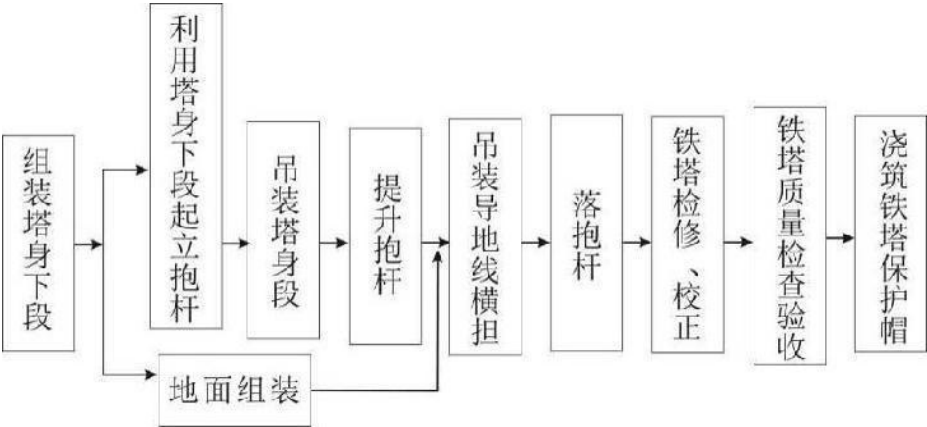 组装塔身下段
利用塔身下段起立抱杆
吊装塔身段
提升抱杆
地面组装
吊装导地线横担
落抱杆
铁塔检修、校正
铁塔质量检查验收
浇筑铁塔保护帽